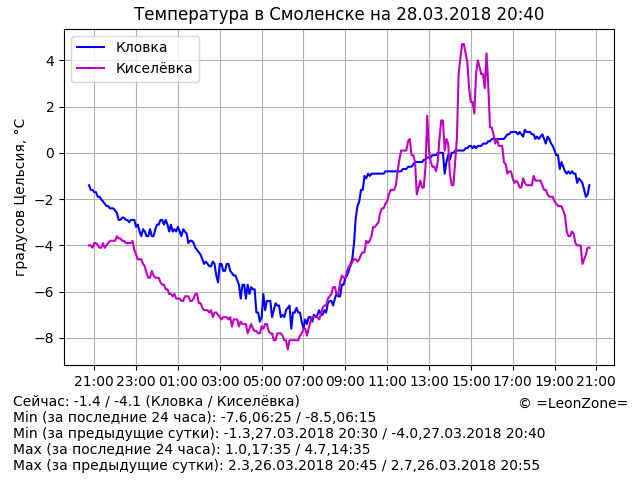 Температура в Смоленске на 28.03.2018 20:40
Кловка
Киселёвка
градусов Цельсия, °C
4
2
0
−2
−4
−6
−8
21:00 23:00 01:00 03:00 05:00 07:00 09:00 11:00 13:00 15:00 17:00 19:00 21:00
Сейчас: -1.4 / -4.1 (Кловка / Киселёвка)
© =LeonZone=
Min (за последние 24 часа): -7.6,06:25 / -8.5,06:15
Min (за предыдущие сутки): -1.3,27.03.2018 20:30 / -4.0,27.03.2018 20:40
Max (за последние 24 часа): 1.0,17:35 / 4.7,14:35
Max (за предыдущие сутки): 2.3,26.03.2018 20:45 / 2.7,26.03.2018 20:55